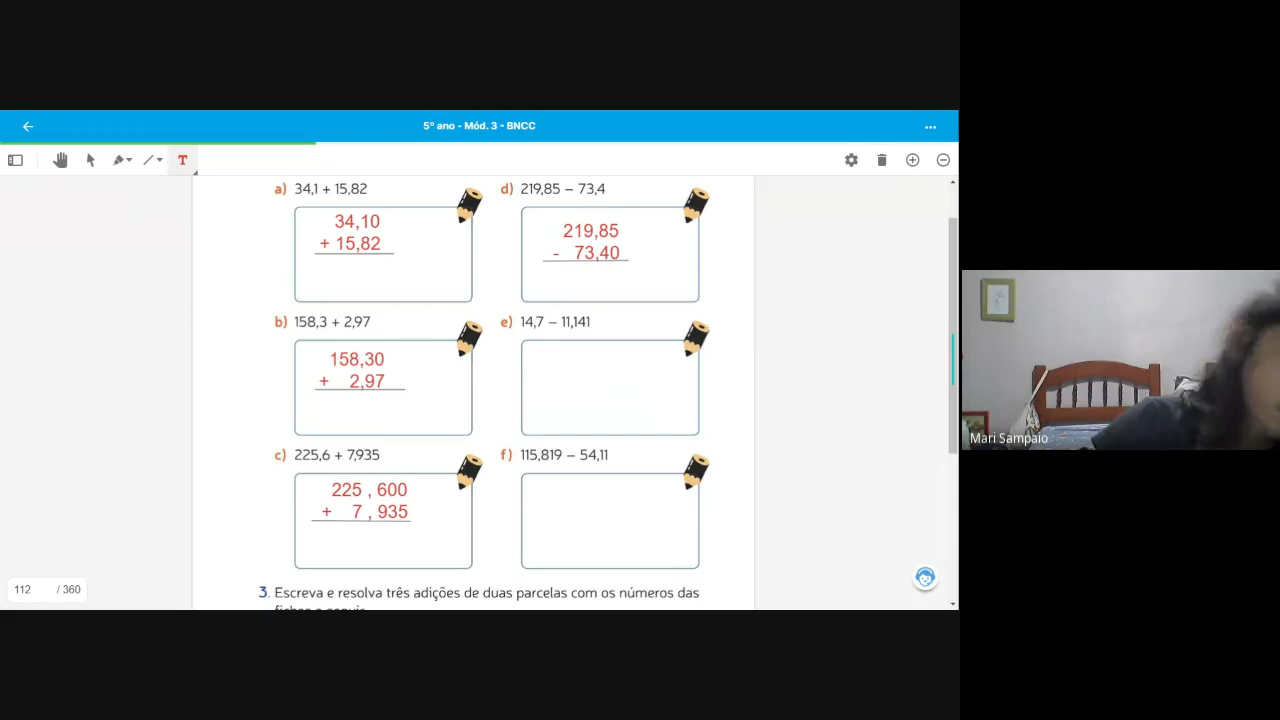 5º ano - Mód. 3 - BNCC
T
a) 34,1 + 15,82
34,10
+ 15,82
d) 219,85 – 73,4
219,85
- 73,40
b) 158,3 + 2,97
158,30
+ 2,97
e) 14,7 – 11,141
c) 225,6 + 7,935
225 , 600
+ 7 , 935
f) 115,819 – 54,11
3. Escreva e resolva três adições de duas parcelas com os números das
fichas a seguir
112 / 360
Mari Sampaio